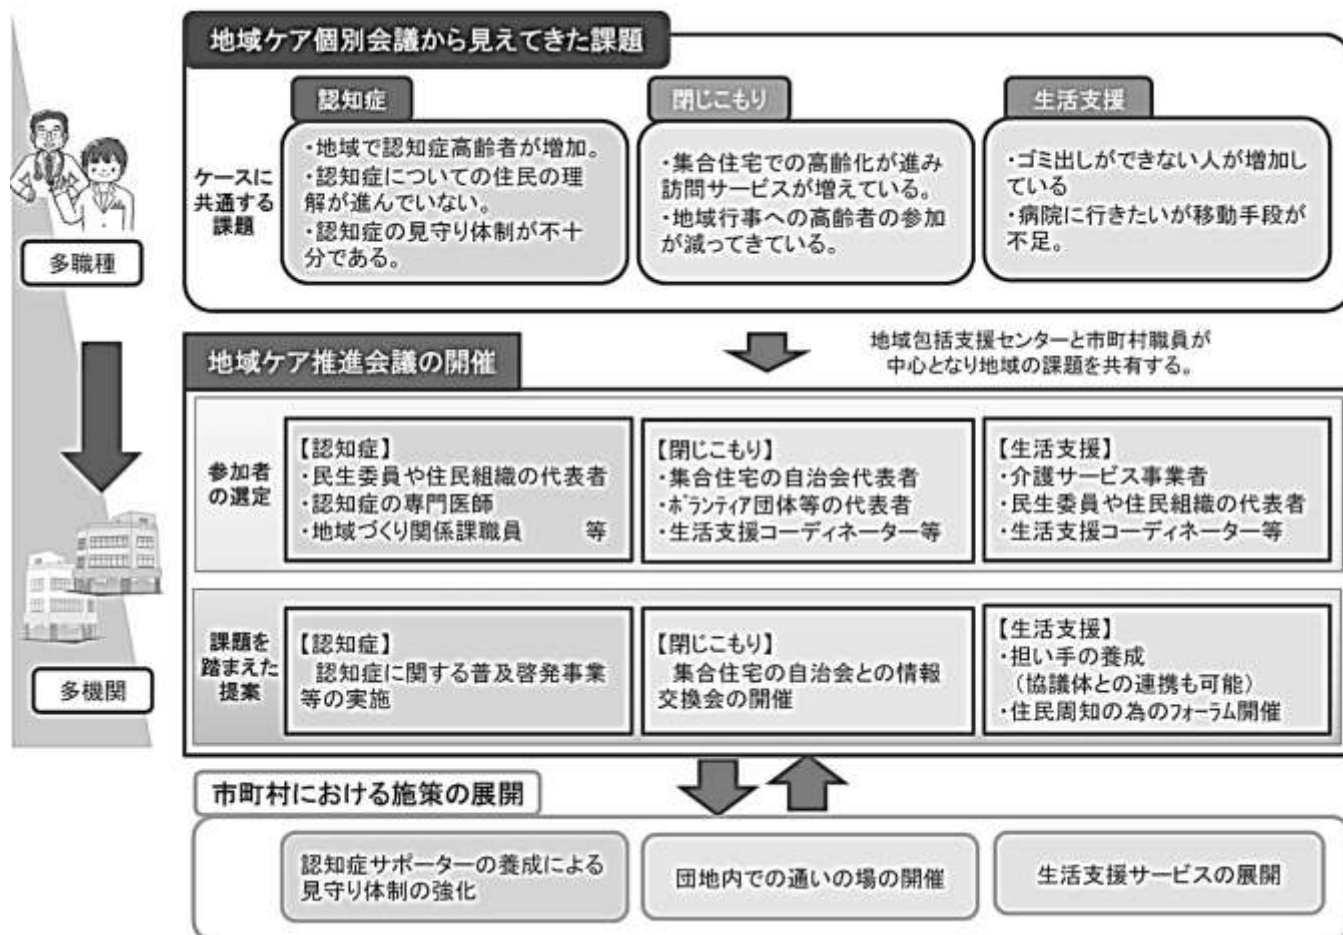 地域ケア個別会議から見えてきた課題
認知症
閉じこもり
生活支援
ケースに
共通する
課題
・地域で認知症高齢者が増加。
・認知症についての住民の理
解が進んでいない。
・認知症の見守り体制が不十
分である。
・集合住宅での高齢化が進み
訪問サービスが増えている。
・地域行事への高齢者の参加
が減ってきている。
・ゴミ出しができない人が増加し
ている
・病院に行きたいが移動手段が
不足。
多職種
地域包括支援センターと市町村職員が
中心となり地域の課題を共有する。
地域ケア推進会議の開催
参加者
の選定
【認知症】
・民生委員や住民組織の代表者
・認知症の専門医師
・地域づくり関係課職員 等
【閉じこもり】
・集合住宅の自治会代表者
・ボランティア団体等の代表者
・生活支援コーディネーター等
【生活支援】
・介護サービス事業者
・民生委員や住民組織の代表者
・生活支援コーディネーター等
課題を
踏まえた
提案
【認知症】
認知症に関する普及啓発事業
等の実施
【閉じこもり】
集合住宅の自治会との情報
交換会の開催
【生活支援】
・担い手の養成
（協議体との連携も可能）
・住民周知の為のフォーラム開催
多機関
市町村における施策の展開
認知症サポーターの養成による
見守り体制の強化
団地内での通いの場の開催
生活支援サービスの展開